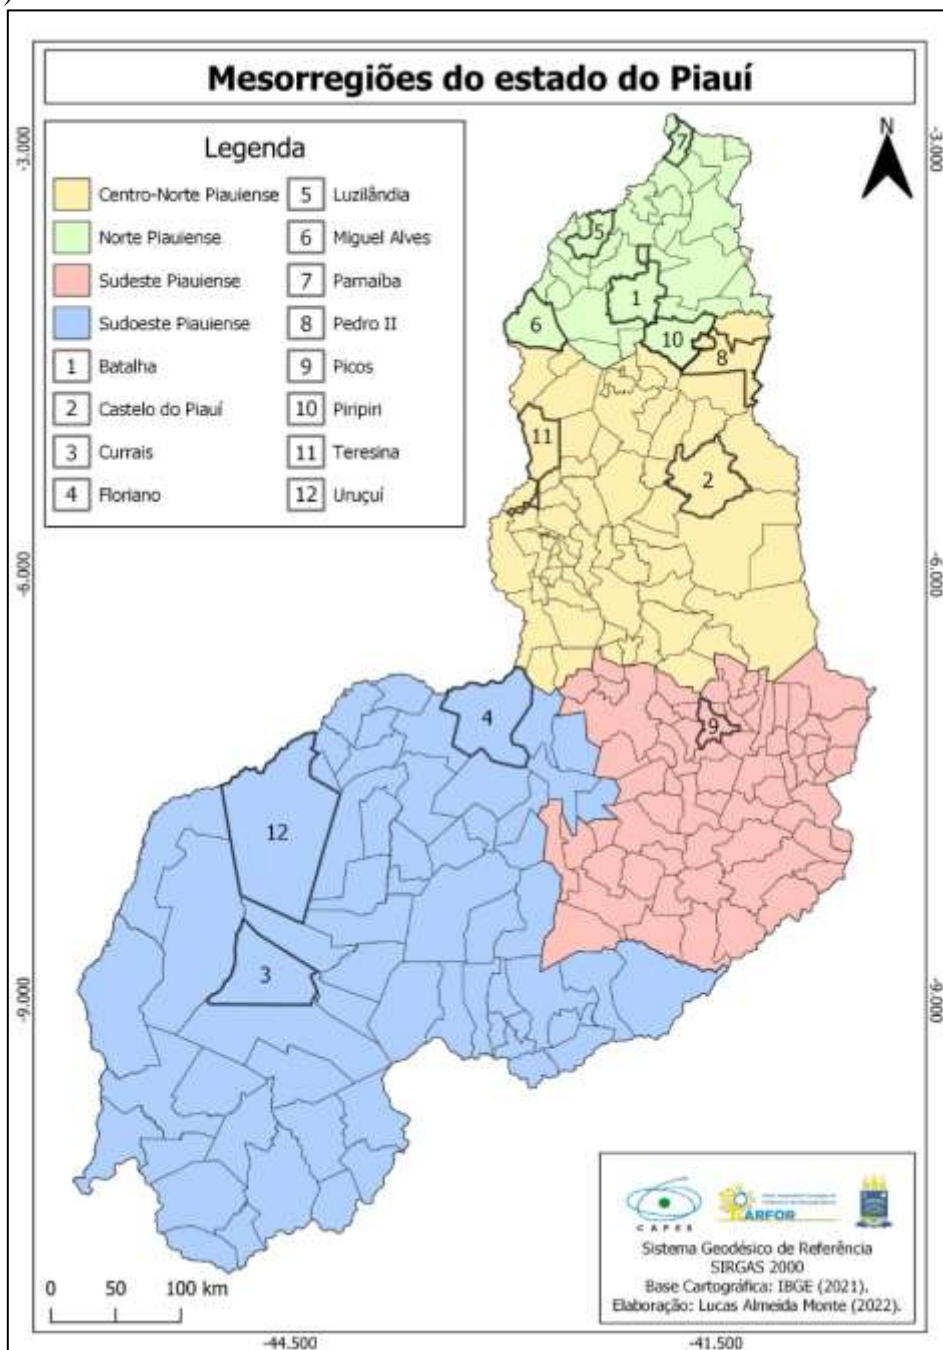 )
Mesorregiões do estado do Piauí
Legenda
Centro-Norte Piauiense
Norte Piauiense
Sudeste Piauiense
Sudoeste Piauiense
1 Batalha
2 Castelo do Piauí
3 Currais
4 Floriano
5 Luzilândia
6 Miguel Alves
7 Parnaíba
8 Pedro II
9 Picos
10 Piripiri
11 Teresina
12 Uruçuí
N
-3.000
-3.000
-6.000
-6.000
-9.000
-9.000
7
5
1
6
10
8
11
2
4
9
12
3
0 50 100 km
CAPES
PARFOR
Sistema Geodésico de Referência
SIRGAS 2000
Base Cartográfica: IBGE (2021).
Elaboração: Lucas Almeida Monte (2022).
-44.500
-41.500